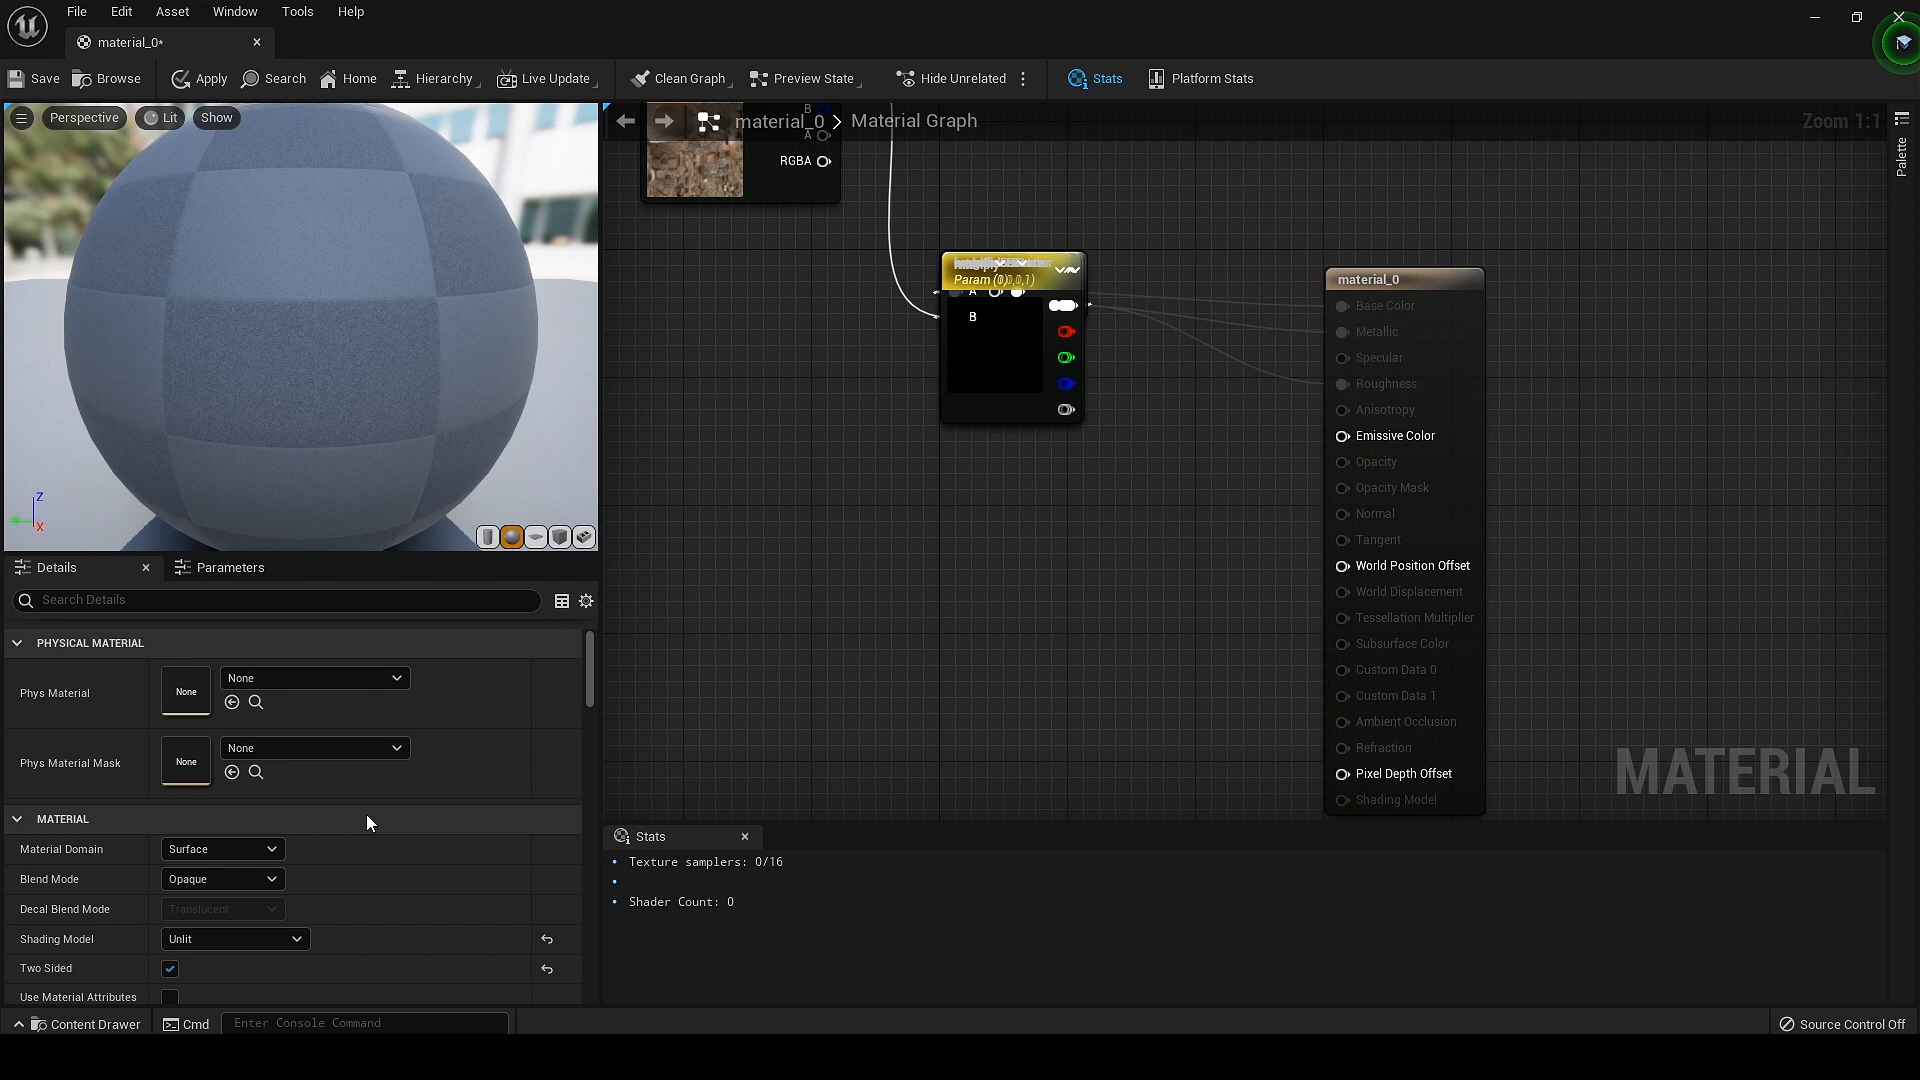 File Edit Asset Window Tools Help
material_0*
Save Browse Apply Search Home Hierarchy Live Update Clean Graph Preview State Hide Unrelated Stats Platform Stats
Perspective Lit Show
material_0 Material Graph
Zoom 1:1
Palette
B
A
RGBA
A
B
material_0
Base Color
Metallic
Specular
Roughness
Anisotropy
Emissive Color
Opacity
Opacity Mask
Normal
Tangent
World Position Offset
World Displacement
Tessellation Multiplier
Subsurface Color
Custom Data 0
Custom Data 1
Ambient Occlusion
Refraction
Pixel Depth Offset
Shading Model
MATERIAL
Z
X
Details Parameters
Search Details
PHYSICAL MATERIAL
Phys Material None None
Phys Material Mask None None
MATERIAL
Material Domain Surface
Blend Mode Opaque
Decal Blend Mode Translucent
Shading Model Unlit
Two Sided
Use Material Attributes
Stats
Texture samplers: 0/16
Shader Count: 0
Content Drawer Cmd Enter Console Command Source Control Off